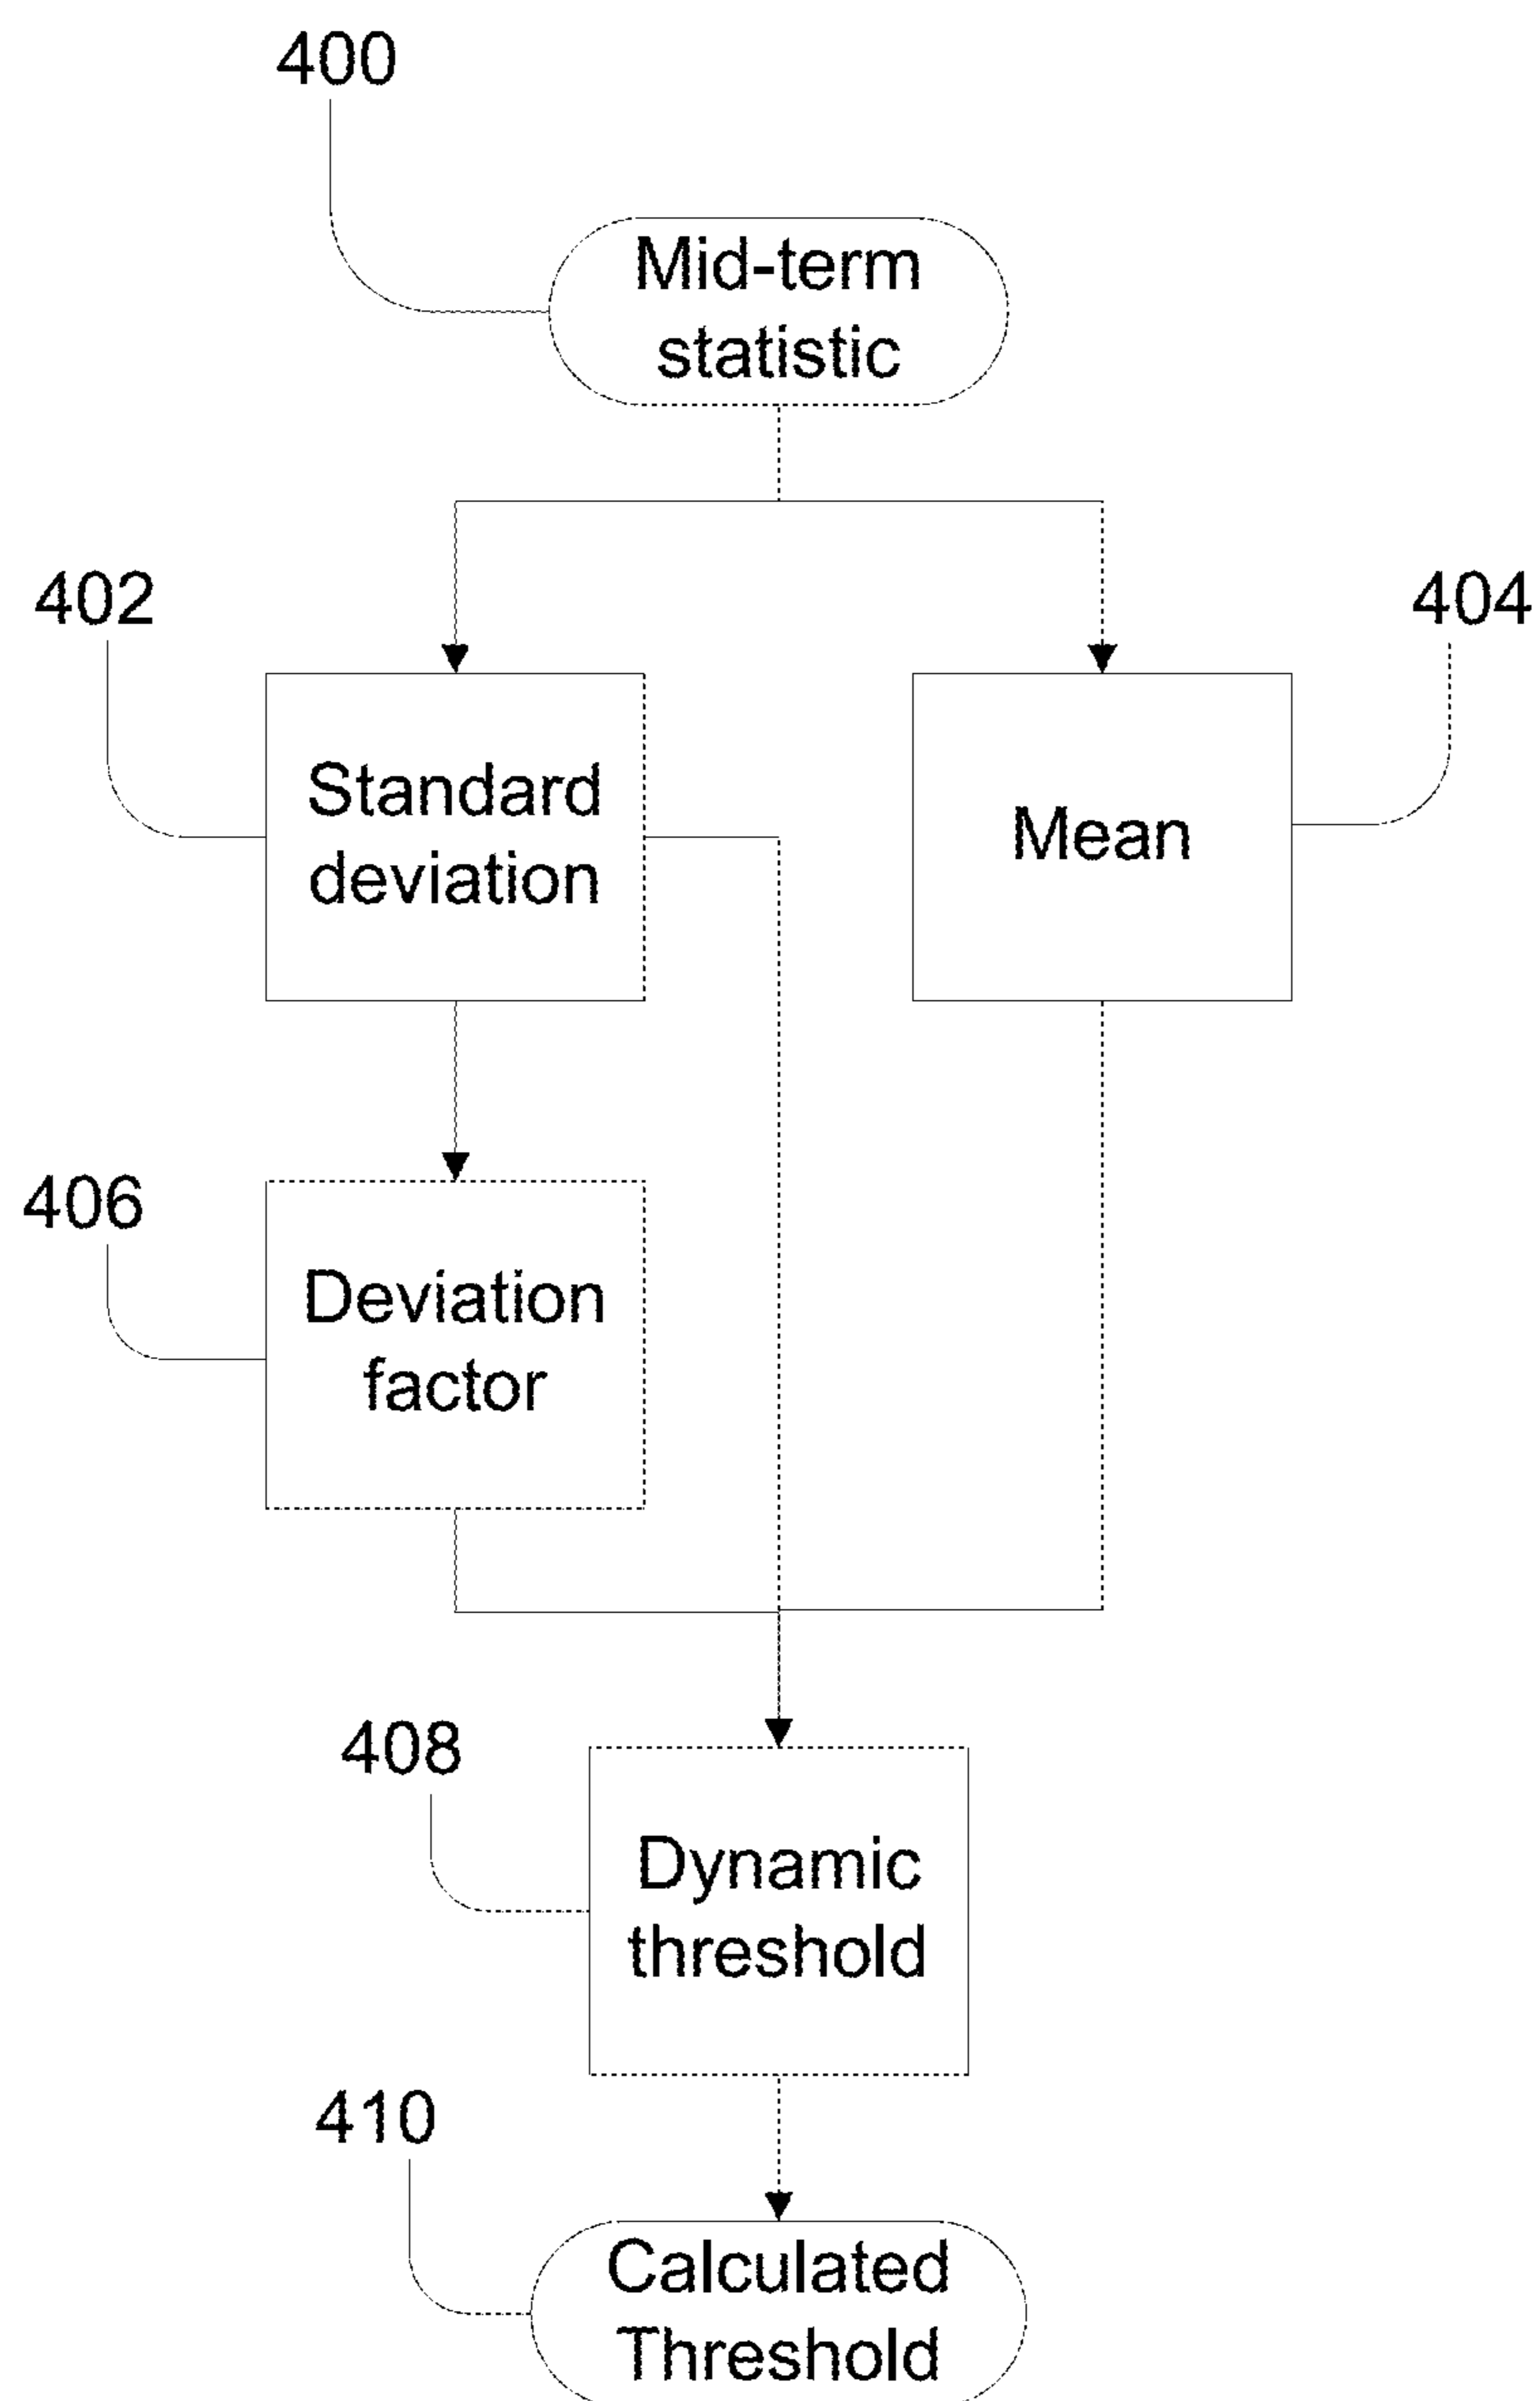 400
Mid-term
statistic
402
404
Standard
deviation
Mean
406
Deviation
factor
408
Dynamic
threshold
410
Calculated
Threshold